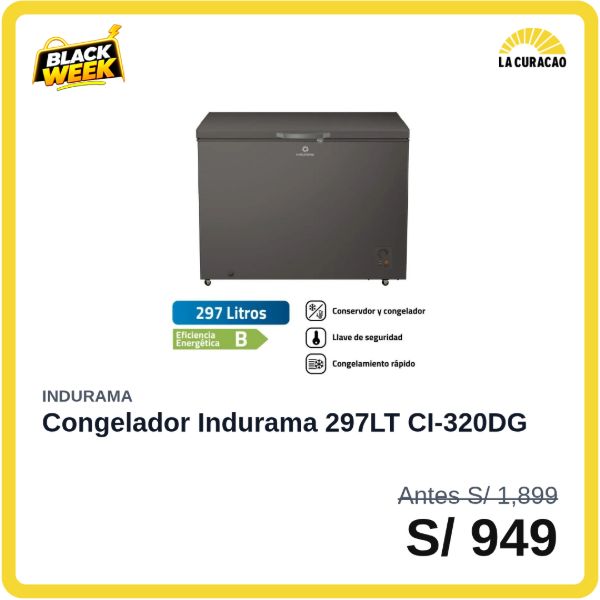 BLACK
WEEK
LA CURACAO
INDURAMA
297 Litros
Eficiencia
Energética
B
Conservdor y congelador
Llave de seguridad
Congelamiento rápido
INDURAMA
Congelador Indurama 297LT CI-320DG
Antes S/ 1,899
S/ 949